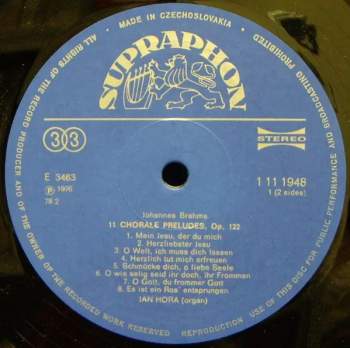 MADE IN CZECHOSLOVAKIA
ALL RIGHTS OF THE RECORD PRODUCER AND OF THE OWNER OF THE RECORDED WORK RESERVED
REPRODUCTION USE OF THIS DISC FOR PUBLIC PERFORMANCE AND BROADCASTING PROHIBITED
SUPRAPHON
33
STEREO
E 3463
Ⓟ 1976
78 2
1 11 1948
1 (2 sides)
Johannes Brahms
11 CHORALE PRELUDES, Op. 122
1. Mein Jesu, der du mich
2. Herzliebster Jesu
3. O Welt, ich muss dich lassen
4. Herzlich tut mich erfreuen
5. Schmücke dich, o liebe Seele
6. O wie selig seid ihr doch, ihr Frommen
7. O Gott, du frommer Gott
8. Es ist ein Ros' entsprungen
JAN HORA (organ)